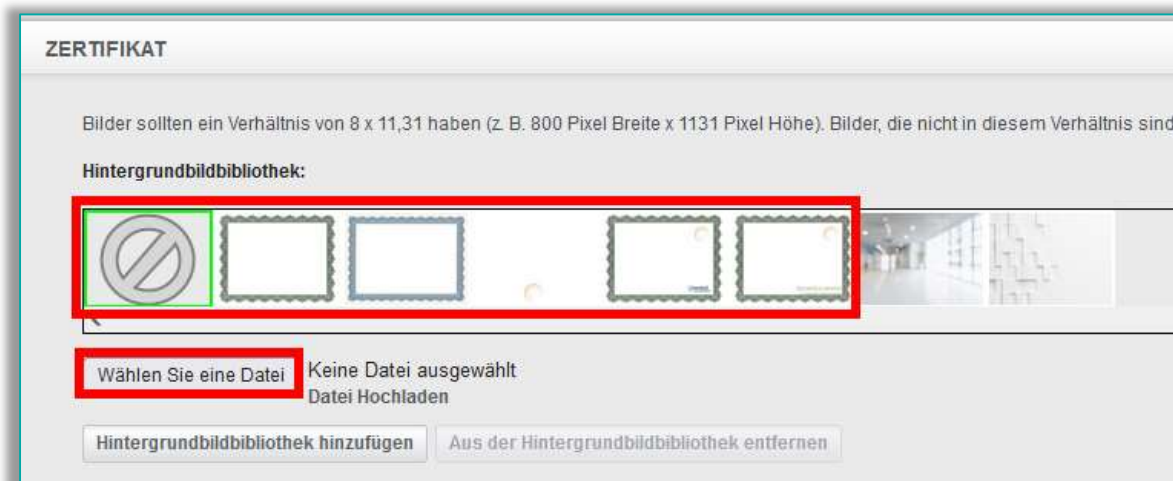 ZERTIFIKAT
Bilder sollten ein Verhältnis von 8 x 11,31 haben (z. B. 800 Pixel Breite x 1131 Pixel Höhe). Bilder, die nicht in diesem Verhältnis sind
Hintergrundbildbibliothek:
Wählen Sie eine Datei Keine Datei ausgewählt
Datei Hochladen
Hintergrundbildbibliothek hinzufügen Aus der Hintergrundbildbibliothek entfernen